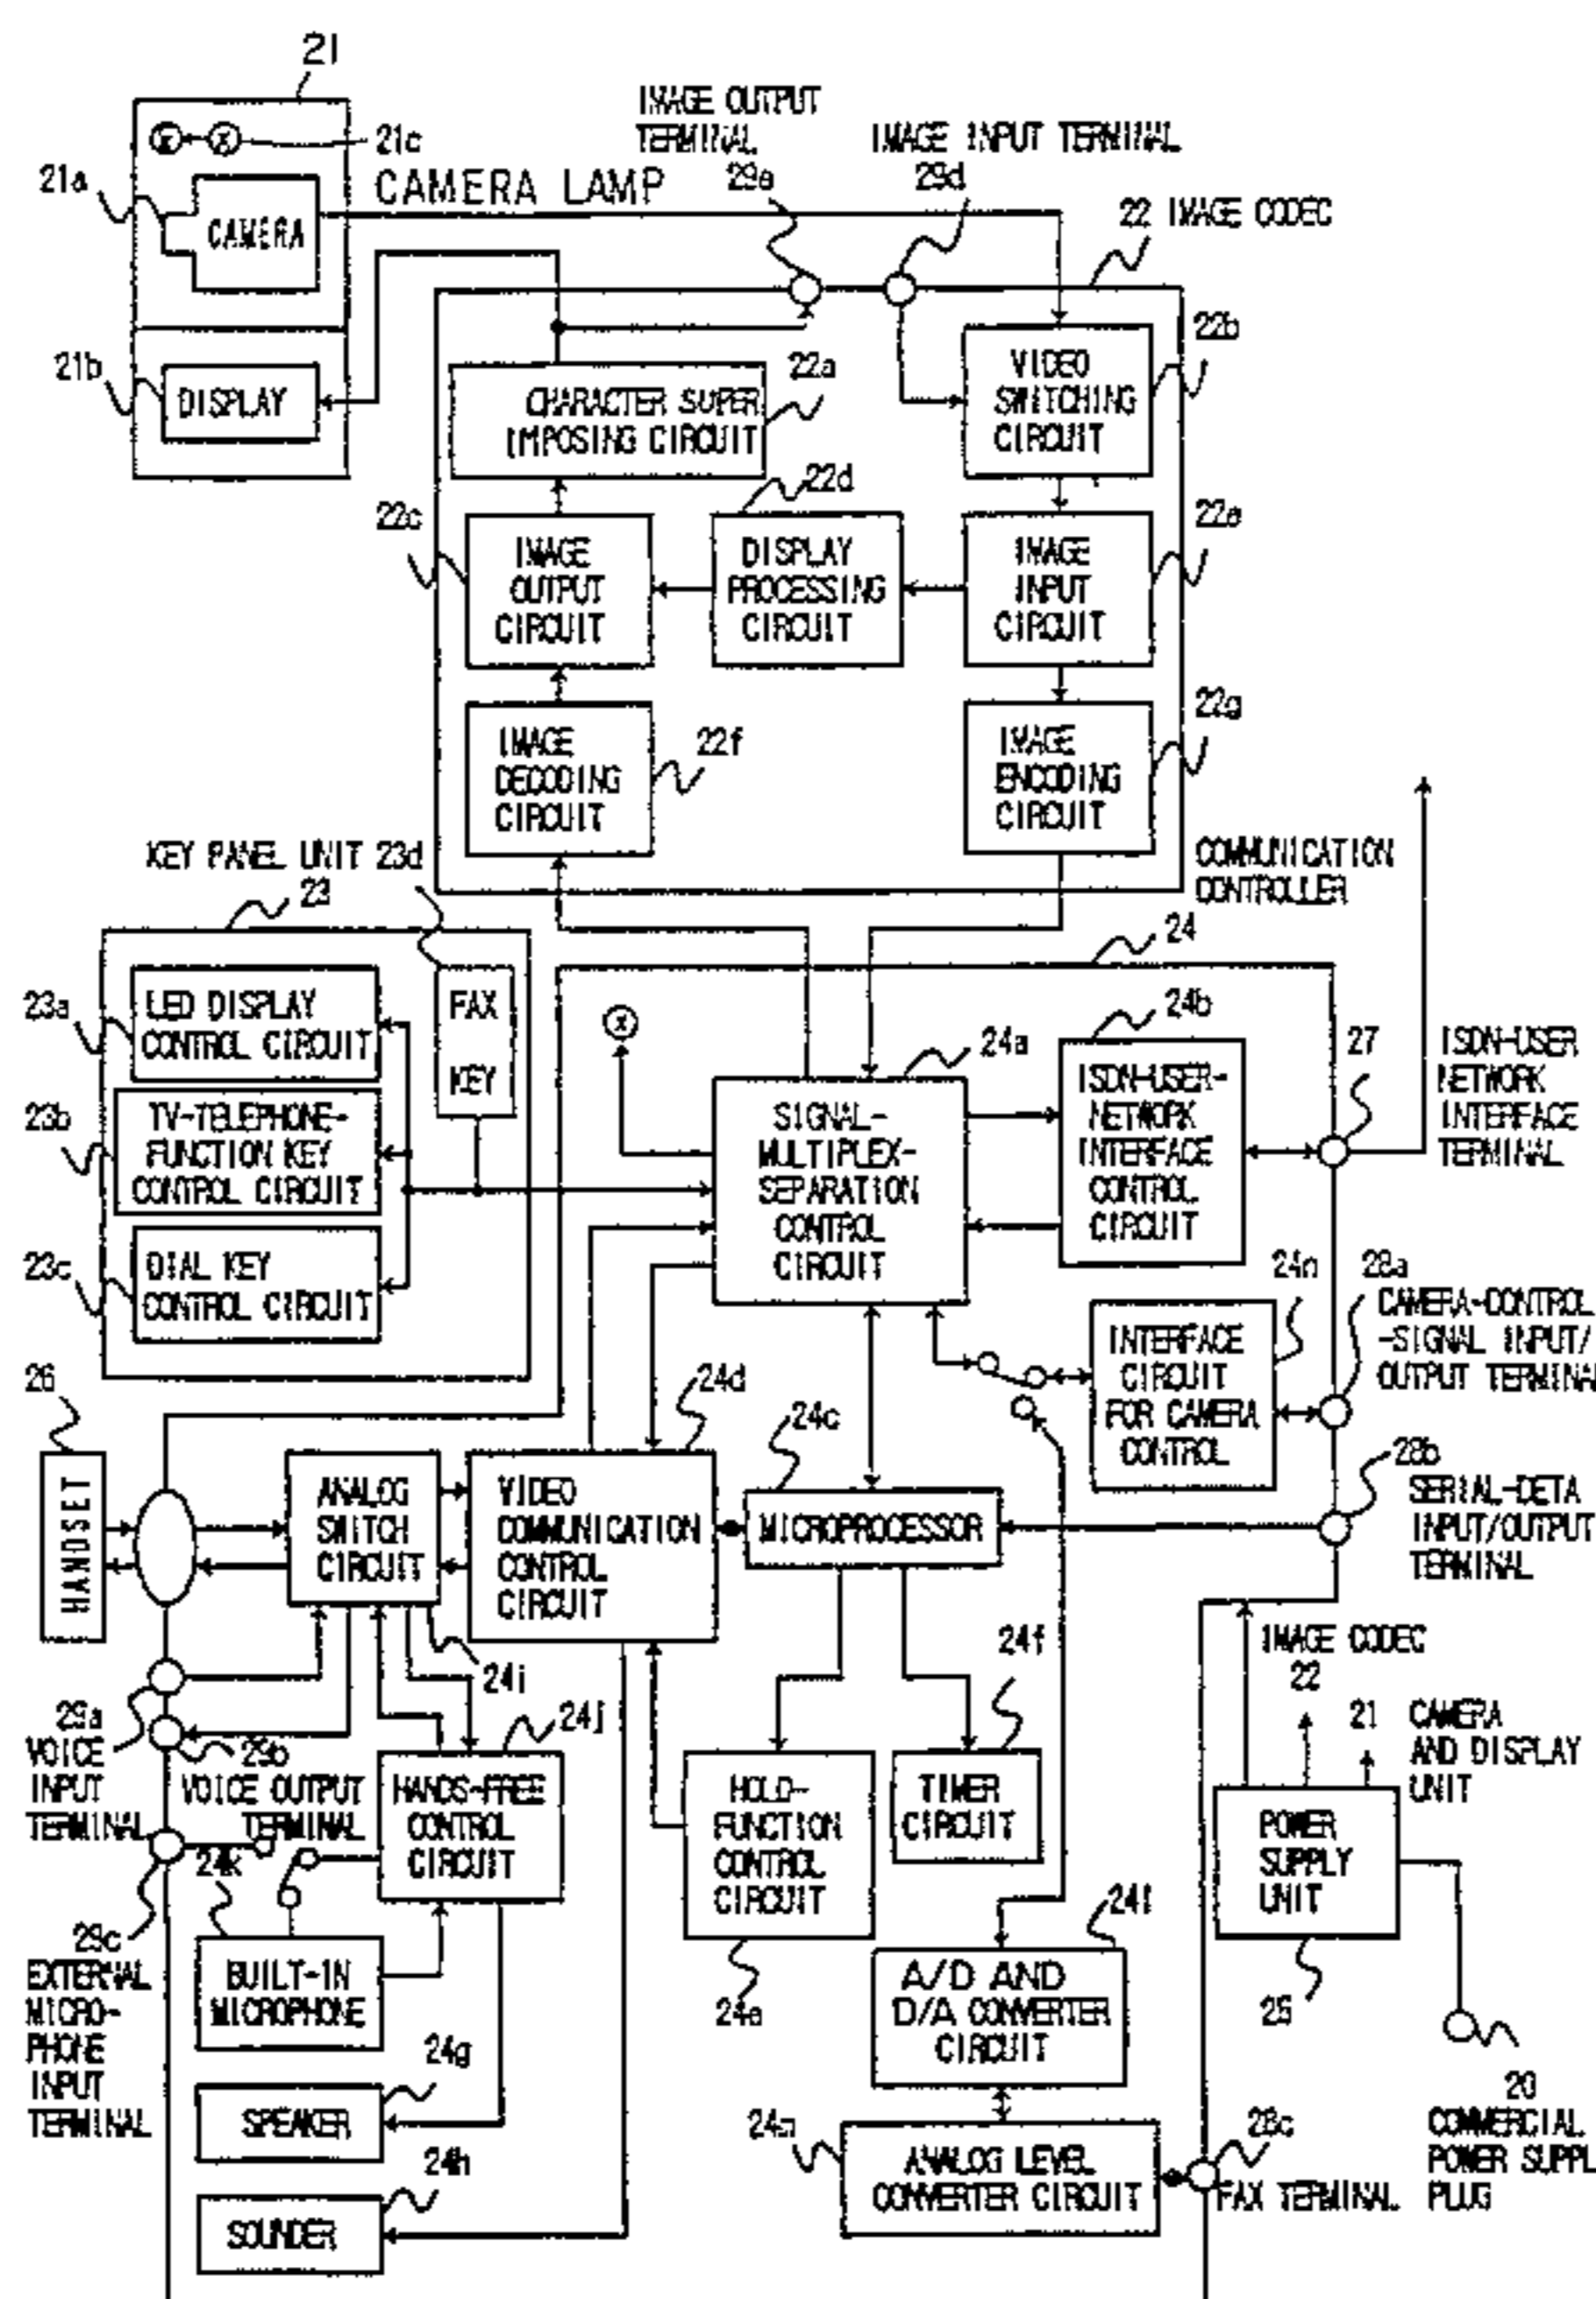 21
21c
21a
CAMERA LAMP
CAMERA
21b
DISPLAY
IMAGE OUTPUT
TERMINAL
29e
IMAGE INPUT TERMINAL
29d
22 IMAGE CODEC
22b
VIDEO
SWITCHING
CIRCUIT
22a
CHARACTER SUPER
IMPOSING CIRCUIT
22d
22c
IMAGE
OUTPUT
CIRCUIT
DISPLAY
PROCESSING
CIRCUIT
22e
IMAGE
INPUT
CIRCUIT
22g
IMAGE
DECODING
CIRCUIT
22f
IMAGE
ENCODING
CIRCUIT
KEY PANEL UNIT 23d
23
COMMUNICATION
CONTROLLER
24
23a
LED DISPLAY
CONTROL CIRCUIT
FAX
KEY
23b
TV-TELEPHONE-
FUNCTION KEY
CONTROL CIRCUIT
23c
DIAL KEY
CONTROL CIRCUIT
X
24a
SIGNAL-
MULTIPLEX-
SEPARATION
CONTROL
CIRCUIT
24b
ISDN-USER-
NETWORK
INTERFACE
CONTROL
CIRCUIT
27
ISDN-USER
NETWORK
INTERFACE
TERMINAL
24n
INTERFACE
CIRCUIT
FOR CAMERA
CONTROL
28a
CAMERA-CONTROL
-SIGNAL INPUT/
OUTPUT TERMINAL
28b
SERIAL-DETA
INPUT/OUTPUT
TERMINAL
26
HANDSET
ANALOG
SWITCH
CIRCUIT
24i
24d
VIDEO
COMMUNICATION
CONTROL
CIRCUIT
24c
MICROPROCESSOR
29a
VOICE
INPUT
TERMINAL
29b
VOICE OUTPUT
TERMINAL
24j
HANDS-FREE
CONTROL
CIRCUIT
24k
29c
EXTERNAL
MICRO-
PHONE
INPUT
TERMINAL
BUILT-IN
MICROPHONE
24g
SPEAKER
24h
SOUNDER
HOLD-
FUNCTION
CONTROL
CIRCUIT
24e
24f
TIMER
CIRCUIT
24l
A/D AND
D/A CONVERTER
CIRCUIT
ANALOG LEVEL
CONVERTER CIRCUIT
28c
FAX TERMINAL
IMAGE CODEC
22
21
CAMERA
AND DISPLAY
UNIT
POWER
SUPPLY
UNIT
25
20
COMMERCIAL
POWER SUPPL
PLUG